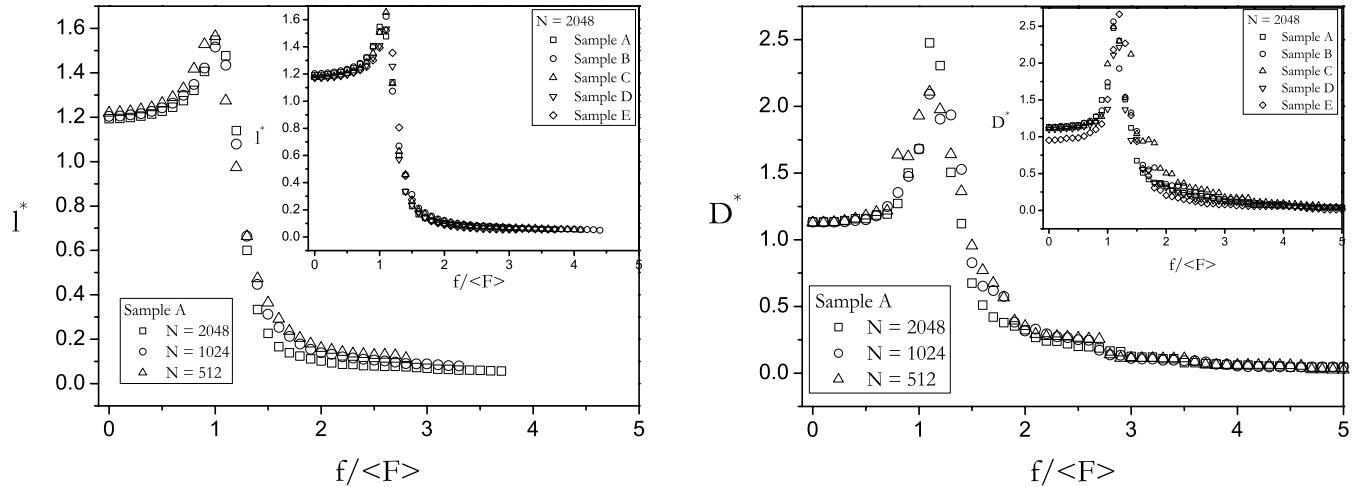 1.6
1.4
1.2
1.0
0.8
0.6
0.4
0.2
0.0
l*
0 1 2 3 4 5
f/<F>
Sample A
N = 2048
N = 1024
N = 512
1.6
1.4
1.2
1.0
0.8
0.6
0.4
0.2
0.0
l*
0 1 2 3 4 5
f/<F>
N = 2048
Sample A
Sample B
Sample C
Sample D
Sample E
2.5
2.0
1.5
1.0
0.5
0.0
D*
0 1 2 3 4 5
f/<F>
Sample A
N = 2048
N = 1024
N = 512
2.5
2.0
1.5
1.0
0.5
0.0
D*
0 1 2 3 4 5
f/<F>
N = 2048
Sample A
Sample B
Sample C
Sample D
Sample E